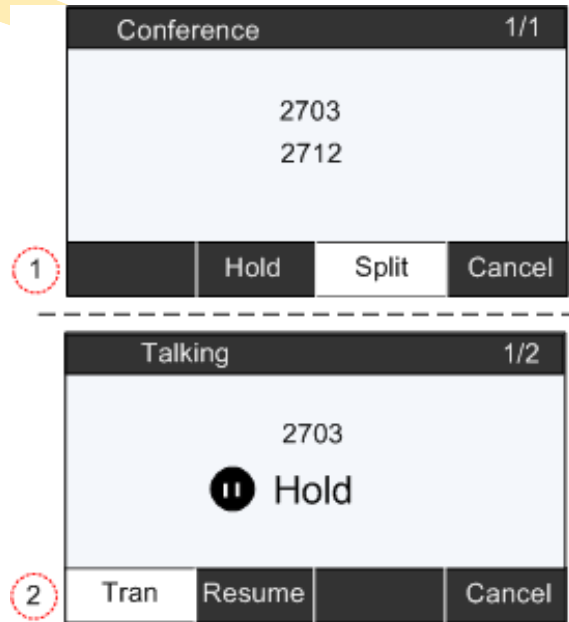 Conference 1/1
2703
2712
1 Hold Split Cancel
Talking 1/2
2703
Hold
2 Tran Resume Cancel